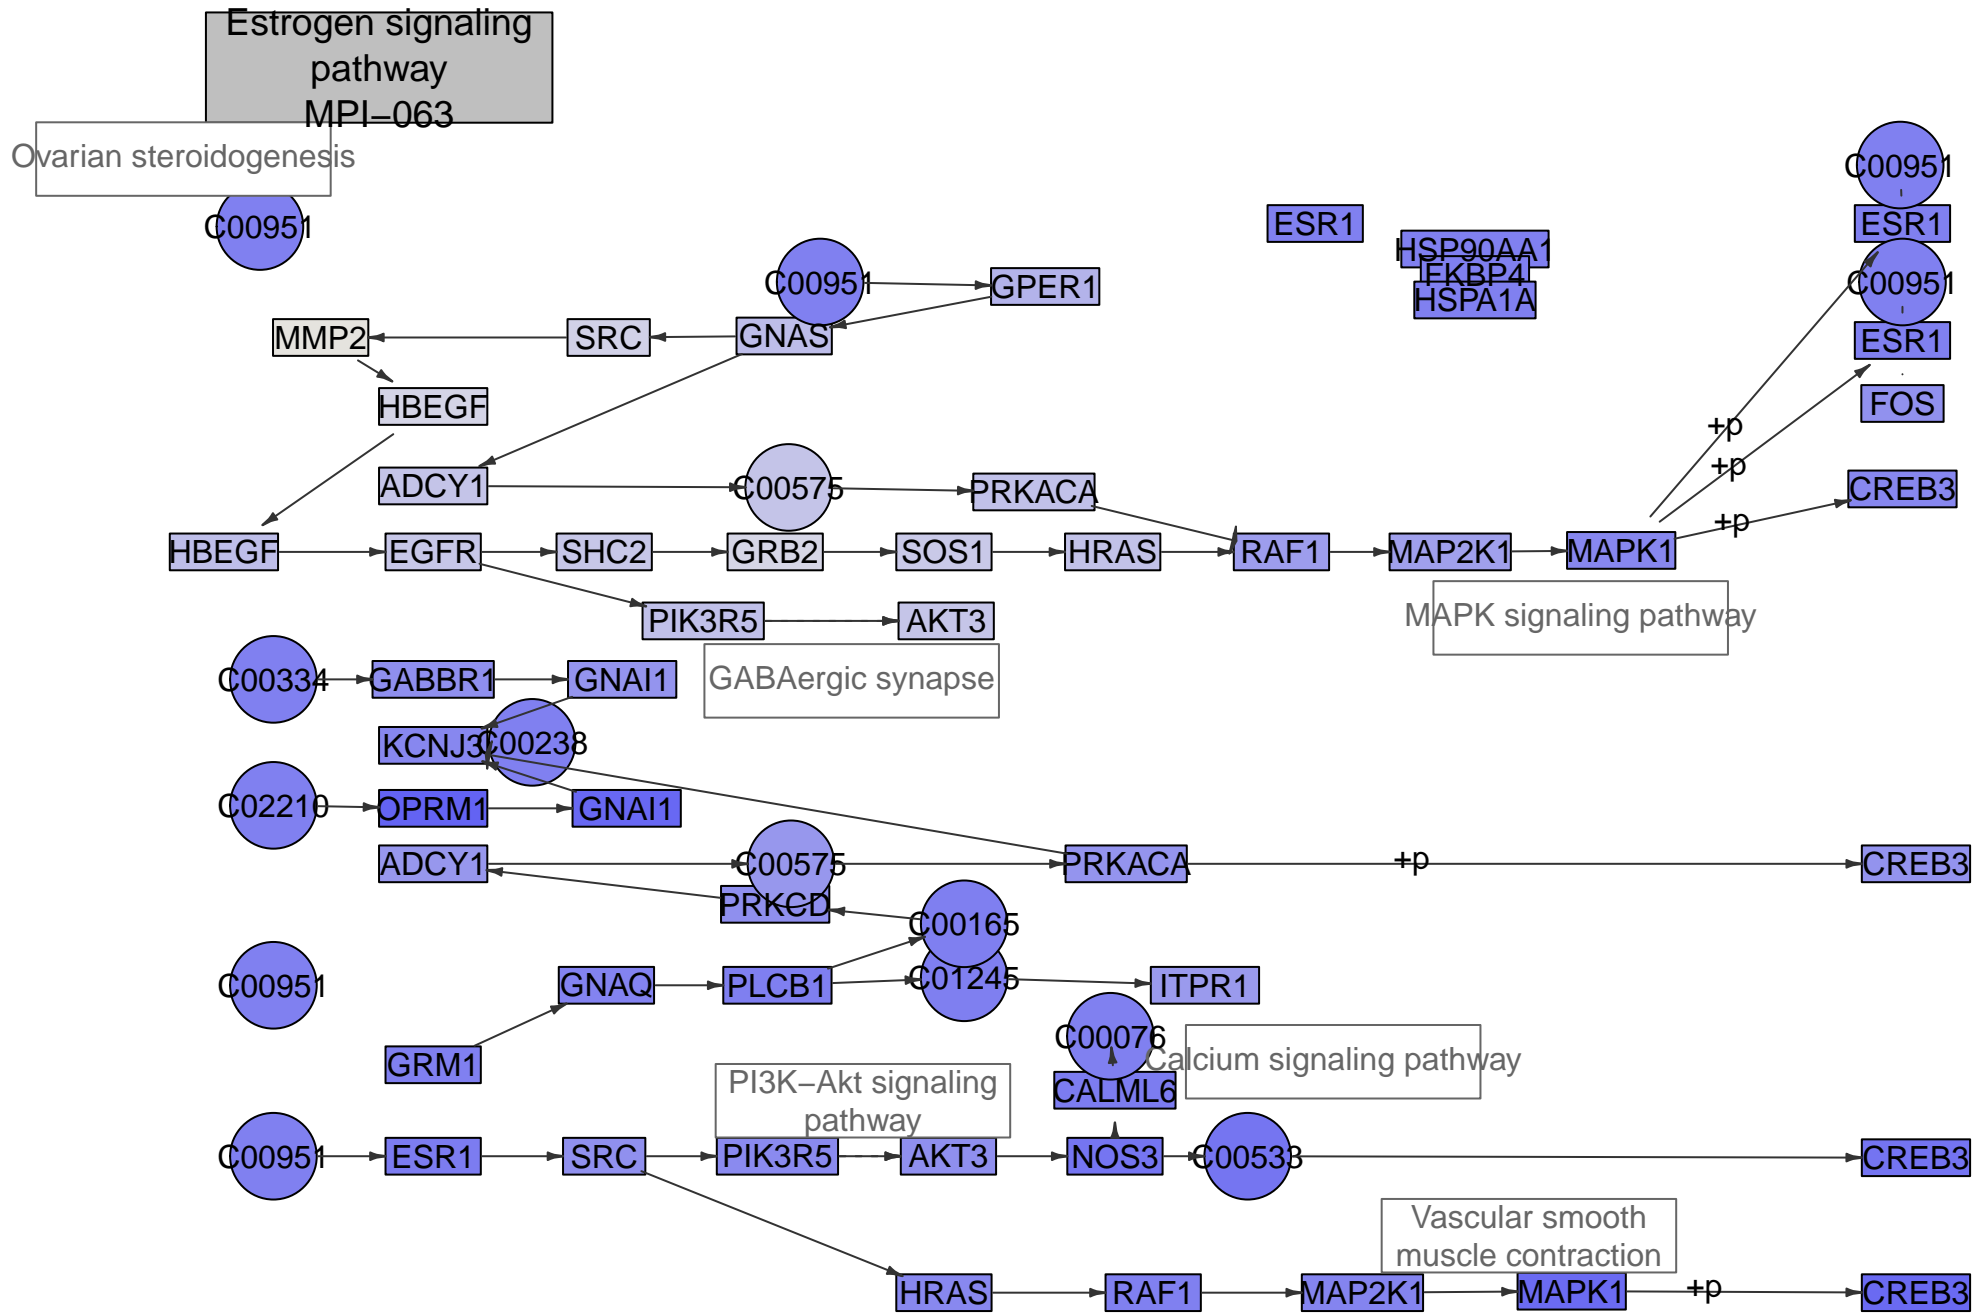 Estrogen signaling
pathway
MPI−063
Ovarian steroidogenesis
C00951
C00951
ESR1
C00951
ESR1
HSP90AA1
FKBP4
HSPA1A
C00951
GPER1
C00951
ESR1
MMP2
SRC
GNAS
HBEGF
FOS
+p
+p
ADCY1
C00575
PRKACA
CREB3
+p
HBEGF
EGFR
SHC2
GRB2
SOS1
HRAS
RAF1
MAP2K1
MAPK1
PIK3R5
AKT3
MAPK signaling pathway
C00334
GABBR1
GNAI1
GABAergic synapse
KCNJ3
C00238
C02210
OPRM1
GNAI1
ADCY1
C00575
PRKACA
+p
CREB3
PRKCD
C00165
C00951
GNAQ
PLCB1
C01245
ITPR1
C00076
Calcium signaling pathway
GRM1
PI3K−Akt signaling
pathway
CALML6
C00951
ESR1
SRC
PIK3R5
AKT3
NOS3
C00533
CREB3
Vascular smooth
muscle contraction
HRAS
RAF1
MAP2K1
MAPK1
+p
CREB3